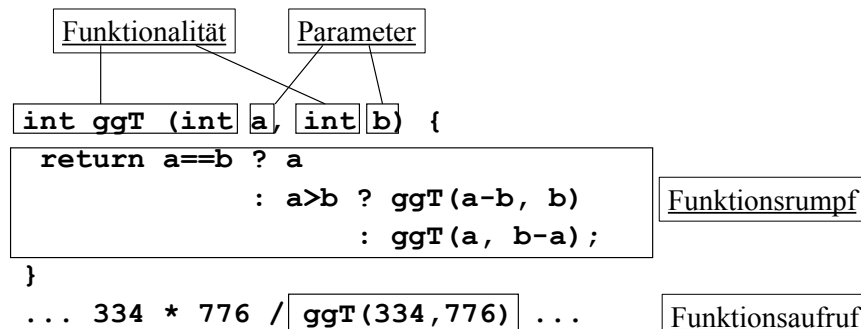 Funktionalität Parameter
int ggT (int a, int b) {
return a==b ? a
: a>b ? ggT(a-b, b)
Funktionsrumpf
: ggT(a, b-a);
}
... 334 * 776 / ggT(334,776) ... Funktionsaufruf